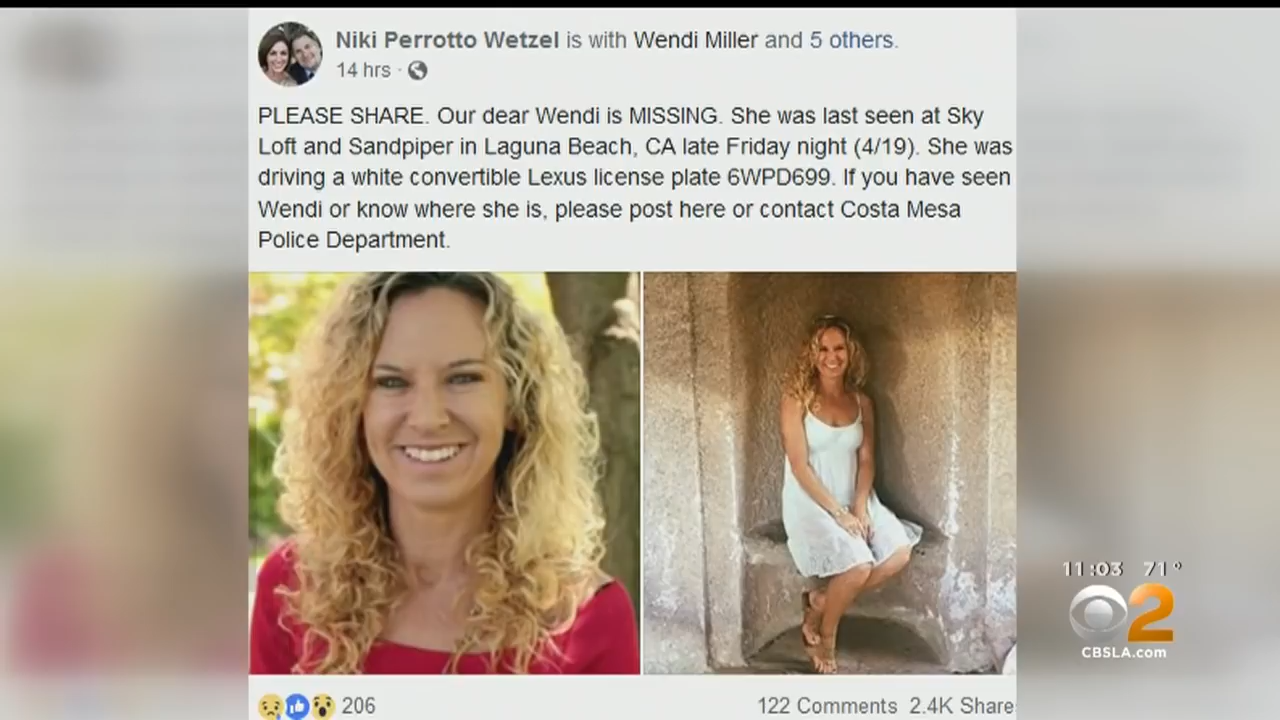 Niki Perrotto Wetzel is with Wendi Miller and 5 others.
14 hrs ·
PLEASE SHARE. Our dear Wendi is MISSING. She was last seen at Sky
Loft and Sandpiper in Laguna Beach, CA late Friday night (4/19). She was
driving a white convertible Lexus license plate 6WPD699. If you have seen
Wendi or know where she is, please post here or contact Costa Mesa
Police Department.
206
122 Comments 2.4K Share
11:03 71°
2
CBSLA.com